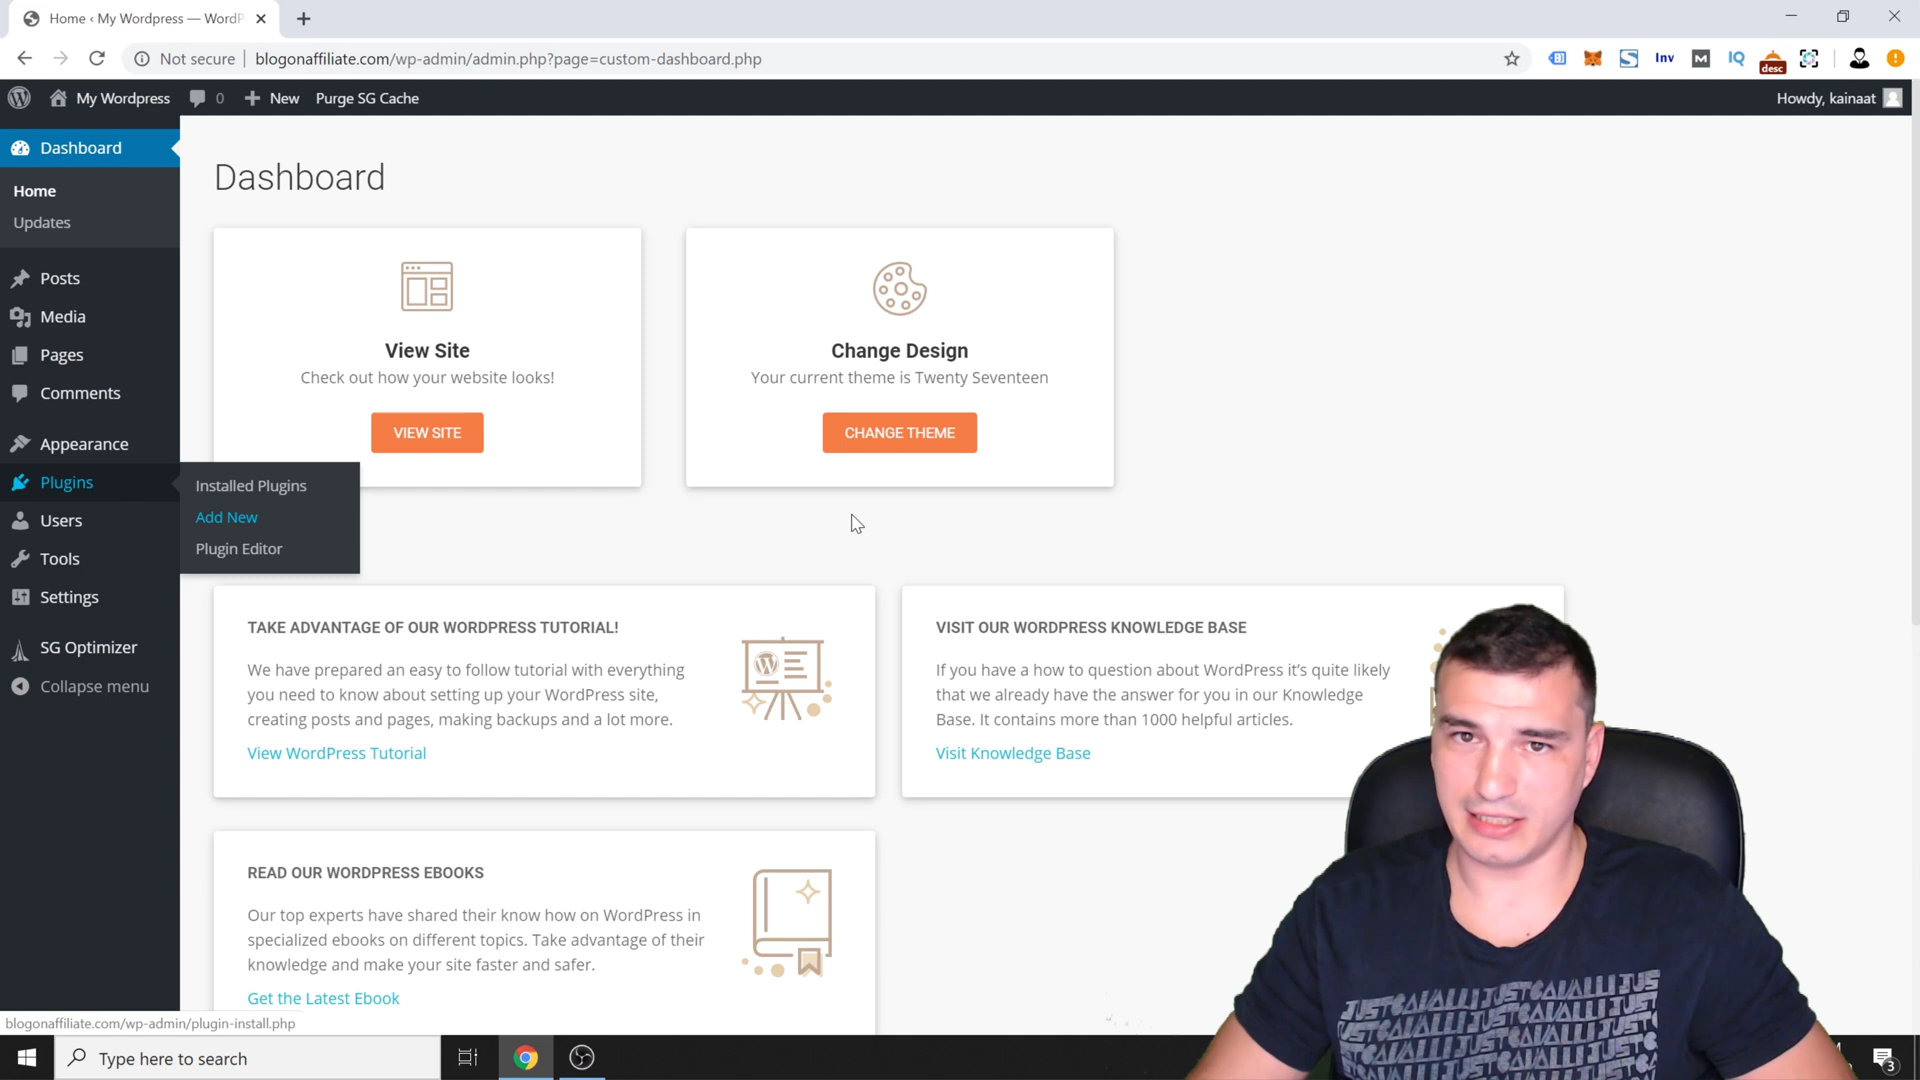 Home ‹ My Wordpress — WordP
Not secure
blogonaffiliate.com/wp-admin/admin.php?page=custom-dashboard.php
Inv
M
IQ
desc
My Wordpress
0
New
Purge SG Cache
Howdy, kainaat
Dashboard
Home
Updates
Posts
Media
Pages
Comments
Appearance
Plugins
Users
Tools
Settings
SG Optimizer
Collapse menu
Installed Plugins
Add New
Plugin Editor
Dashboard
View Site
Check out how your website looks!
VIEW SITE
Change Design
Your current theme is Twenty Seventeen
CHANGE THEME
TAKE ADVANTAGE OF OUR WORDPRESS TUTORIAL!
We have prepared an easy to follow tutorial with everything
you need to know about setting up your WordPress site,
creating posts and pages, making backups and a lot more.
View WordPress Tutorial
VISIT OUR WORDPRESS KNOWLEDGE BASE
If you have a how to question about WordPress it’s quite likely
that we already have the answer for you in our Knowledge
Base. It contains more than 1000 helpful articles.
Visit Knowledge Base
READ OUR WORDPRESS EBOOKS
Our top experts have shared their know how on WordPress in
specialized ebooks on different topics. Take advantage of their
knowledge and make your site faster and safer.
Get the Latest Ebook
blogonaffiliate.com/wp-admin/plugin-install.php
Type here to search
3